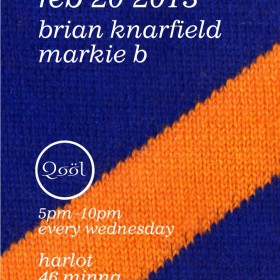 feb 20 2013
brian knarfield
markie b
Qoöl
5pm-10pm
every wednesday
harlot
46 minna